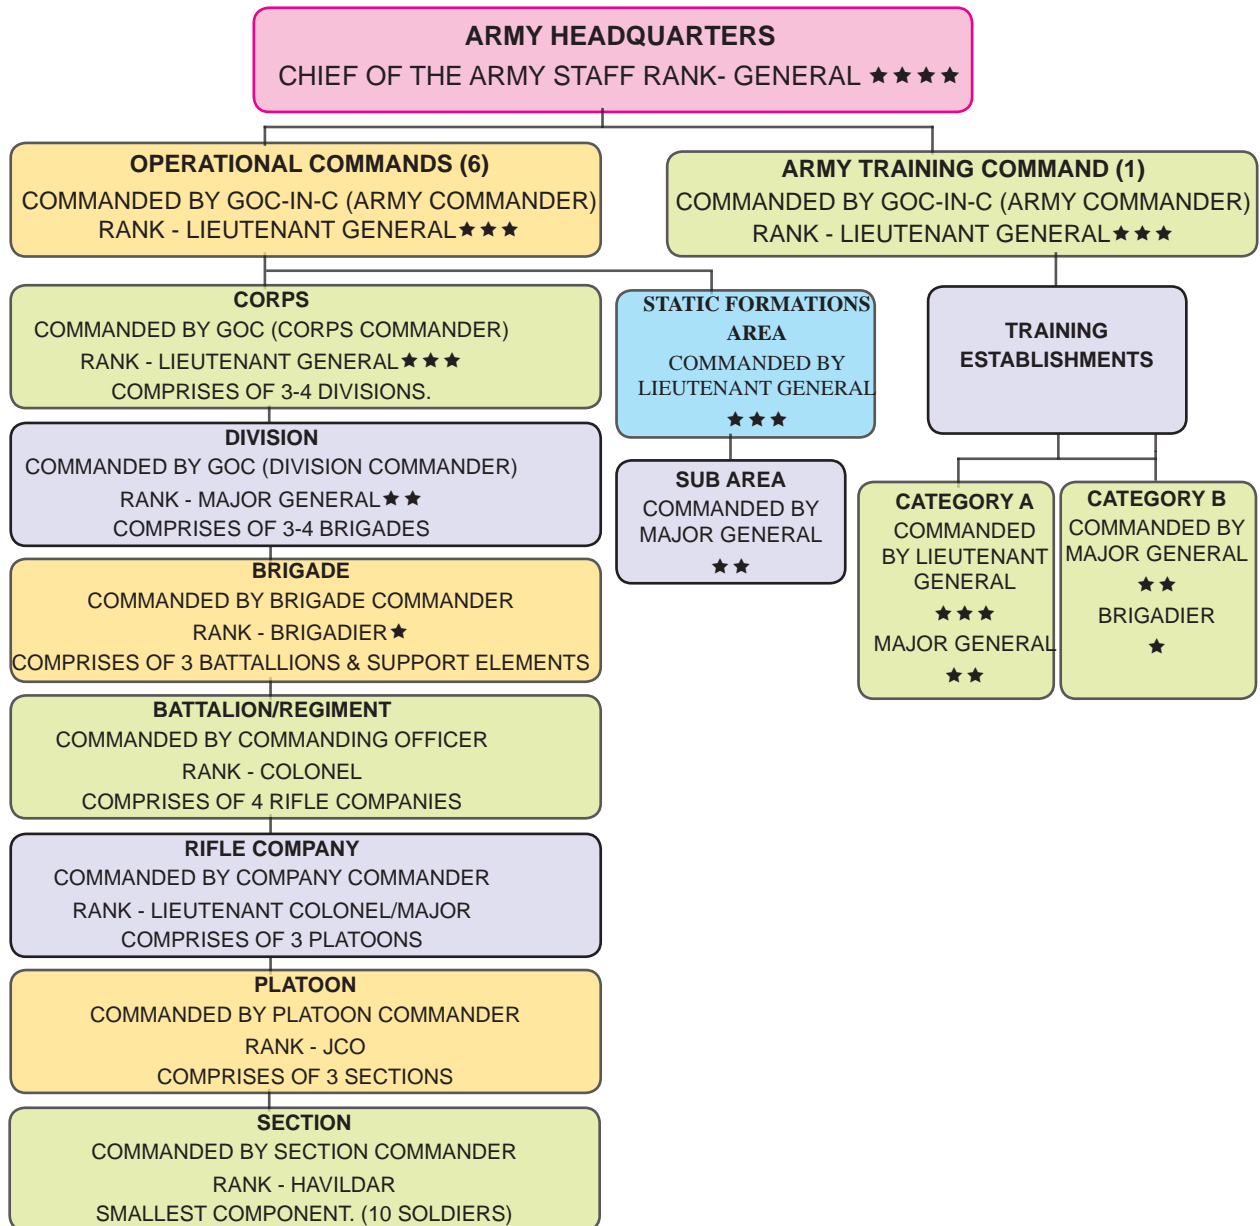 ARMY HEADQUARTERS
CHIEF OF THE ARMY STAFF RANK- GENERAL ★★★★
OPERATIONAL COMMANDS (6)
COMMANDED BY GOC-IN-C (ARMY COMMANDER)
RANK - LIEUTENANT GENERAL ★★★
ARMY TRAINING COMMAND (1)
COMMANDED BY GOC-IN-C (ARMY COMMANDER)
RANK - LIEUTENANT GENERAL ★★★
CORPS
COMMANDED BY GOC (CORPS COMMANDER)
RANK - LIEUTENANT GENERAL ★★★
COMPRISES OF 3-4 DIVISIONS.
STATIC FORMATIONS
AREA
COMMANDED BY
LIEUTENANT GENERAL
★★★
TRAINING
ESTABLISHMENTS
DIVISION
COMMANDED BY GOC (DIVISION COMMANDER)
RANK - MAJOR GENERAL ★★
COMPRISES OF 3-4 BRIGADES
SUB AREA
COMMANDED BY
MAJOR GENERAL
★★
CATEGORY A
COMMANDED
BY LIEUTENANT
GENERAL
★★★
MAJOR GENERAL
★★
CATEGORY B
COMMANDED BY
MAJOR GENERAL
★★
BRIGADIER
★
BRIGADE
COMMANDED BY BRIGADE COMMANDER
RANK - BRIGADIER ★
COMPRISES OF 3 BATTALLIONS & SUPPORT ELEMENTS
BATTALION/REGIMENT
COMMANDED BY COMMANDING OFFICER
RANK - COLONEL
COMPRISES OF 4 RIFLE COMPANIES
RIFLE COMPANY
COMMANDED BY COMPANY COMMANDER
RANK - LIEUTENANT COLONEL/MAJOR
COMPRISES OF 3 PLATOONS
PLATOON
COMMANDED BY PLATOON COMMANDER
RANK - JCO
COMPRISES OF 3 SECTIONS
SECTION
COMMANDED BY SECTION COMMANDER
RANK - HAVILDAR
SMALLEST COMPONENT. (10 SOLDIERS)